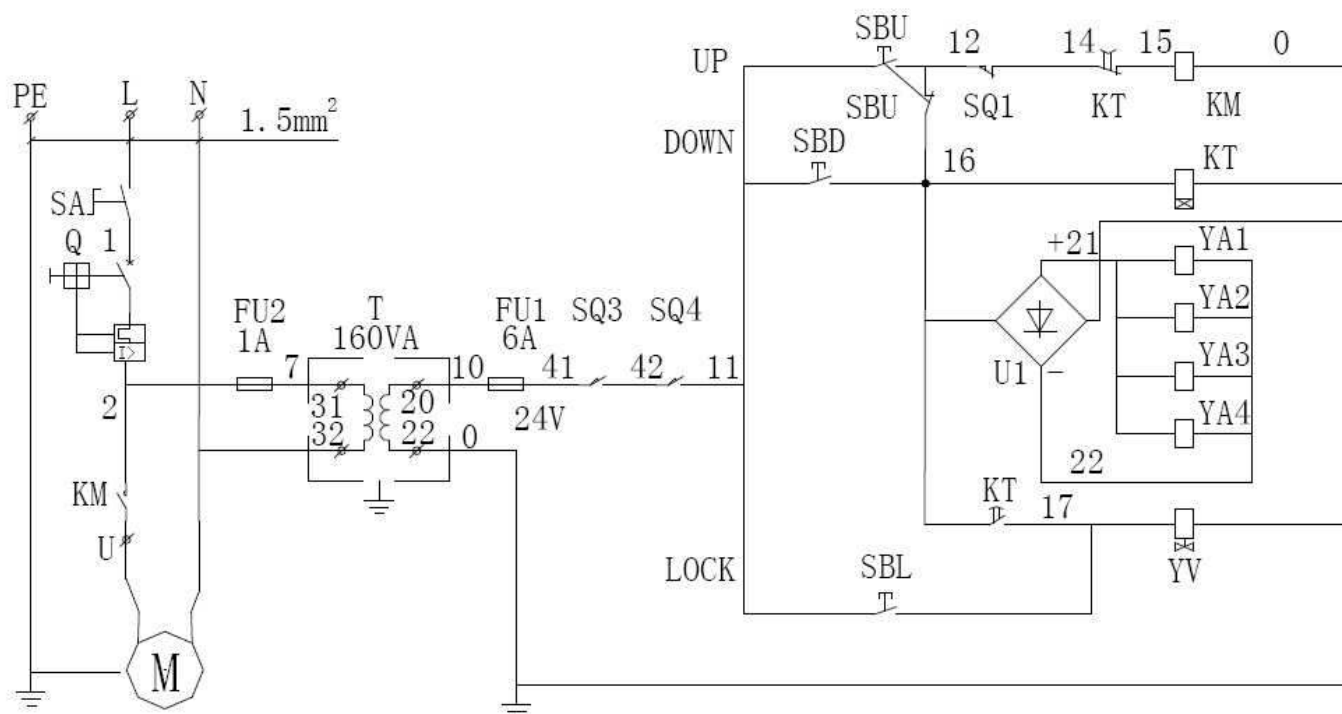 SBU 12 14 15 0
UP
PE L N
1.5mm²
SBU SQ1 KT KM
DOWN SBD 16 KT
SA
Q 1
+21 YA1
YA2
YA3
YA4
U1 -
22
FU2 T FU1 SQ3 SQ4
1A 160VA 6A
7 10 41 42 11
2 31 20 24V
32 22 0
I>
KM
KT 17
U
LOCK SBL YV
M